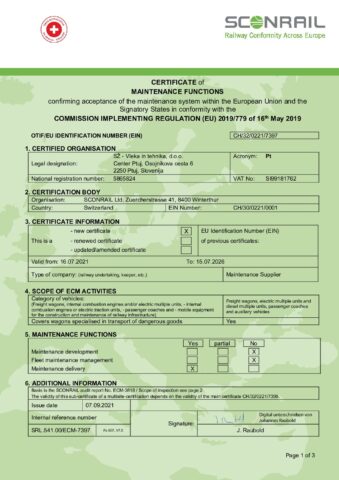 SCONRAIL
Railway Conformity Across Europe
CERTIFICATE of
MAINTENANCE FUNCTIONS
confirming acceptance of the maintenance system within the European Union and the
Signatory States in conformity with the
COMMISSION IMPLEMENTING REGULATION (EU) 2019/779 of 16th May 2019
OTIF/EU IDENTIFICATION NUMBER (EIN) CH/32/0221/7397
1. CERTIFIED ORGANISATION
Legal designation: SŽ - Vleka in tehnika, d.o.o. Acronym: Pt
Center Ptuj, Osojnikova cesta 6
2250 Ptuj, Slovenija
National registration number: 5865824 VAT No: SI99181762
2. CERTIFICATION BODY
Organisation: SCONRAIL Ltd, Zuercherstrasse 41, 8400 Winterthur
Country: Switzerland EIN Number: CH/30/0221/0001
3. CERTIFICATE INFORMATION
This is a - new certificate X EU Identification Number (EIN)
- renewed certificate of previous certificates:
- updated/amended certificate
Valid from: 16.07.2021 To: 15.07.2026
Type of company: (railway undertaking, keeper, etc.) Maintenance Supplier
4. SCOPE OF ECM ACTIVITIES
Category of vehicles:
(Freight wagons, internal combustion engines and/or electric multiple units, - internal
combustion engines or electric traction units, - passenger coaches and - mobile equipment
for the construction and maintenance of railway infrastructure)
Freight wagons, electric multiple units and
diesel multiple units, passenger coaches
and auxiliary vehicles
Covers wagons specialised in transport of dangerous goods Yes
5. MAINTENANCE FUNCTIONS
Yes partial No
Maintenance development X
Fleet maintenance management X
Maintenance delivery X
6. ADDITIONAL INFORMATION
Basis is the SCONRAIL audit report No. ECM-3618 / Scope of inspection see page 2
The validity of this sub-certificate of a multisite-certification depends on the validity of the main certificate CH/32/0221/7398.
Issue date 07.09.2021
Internal reference number Signature:
Digital unterschrieben von
Johannes Raubold
SRL.541.00/ECM-7397 J. Raubold
Page 1 of 3